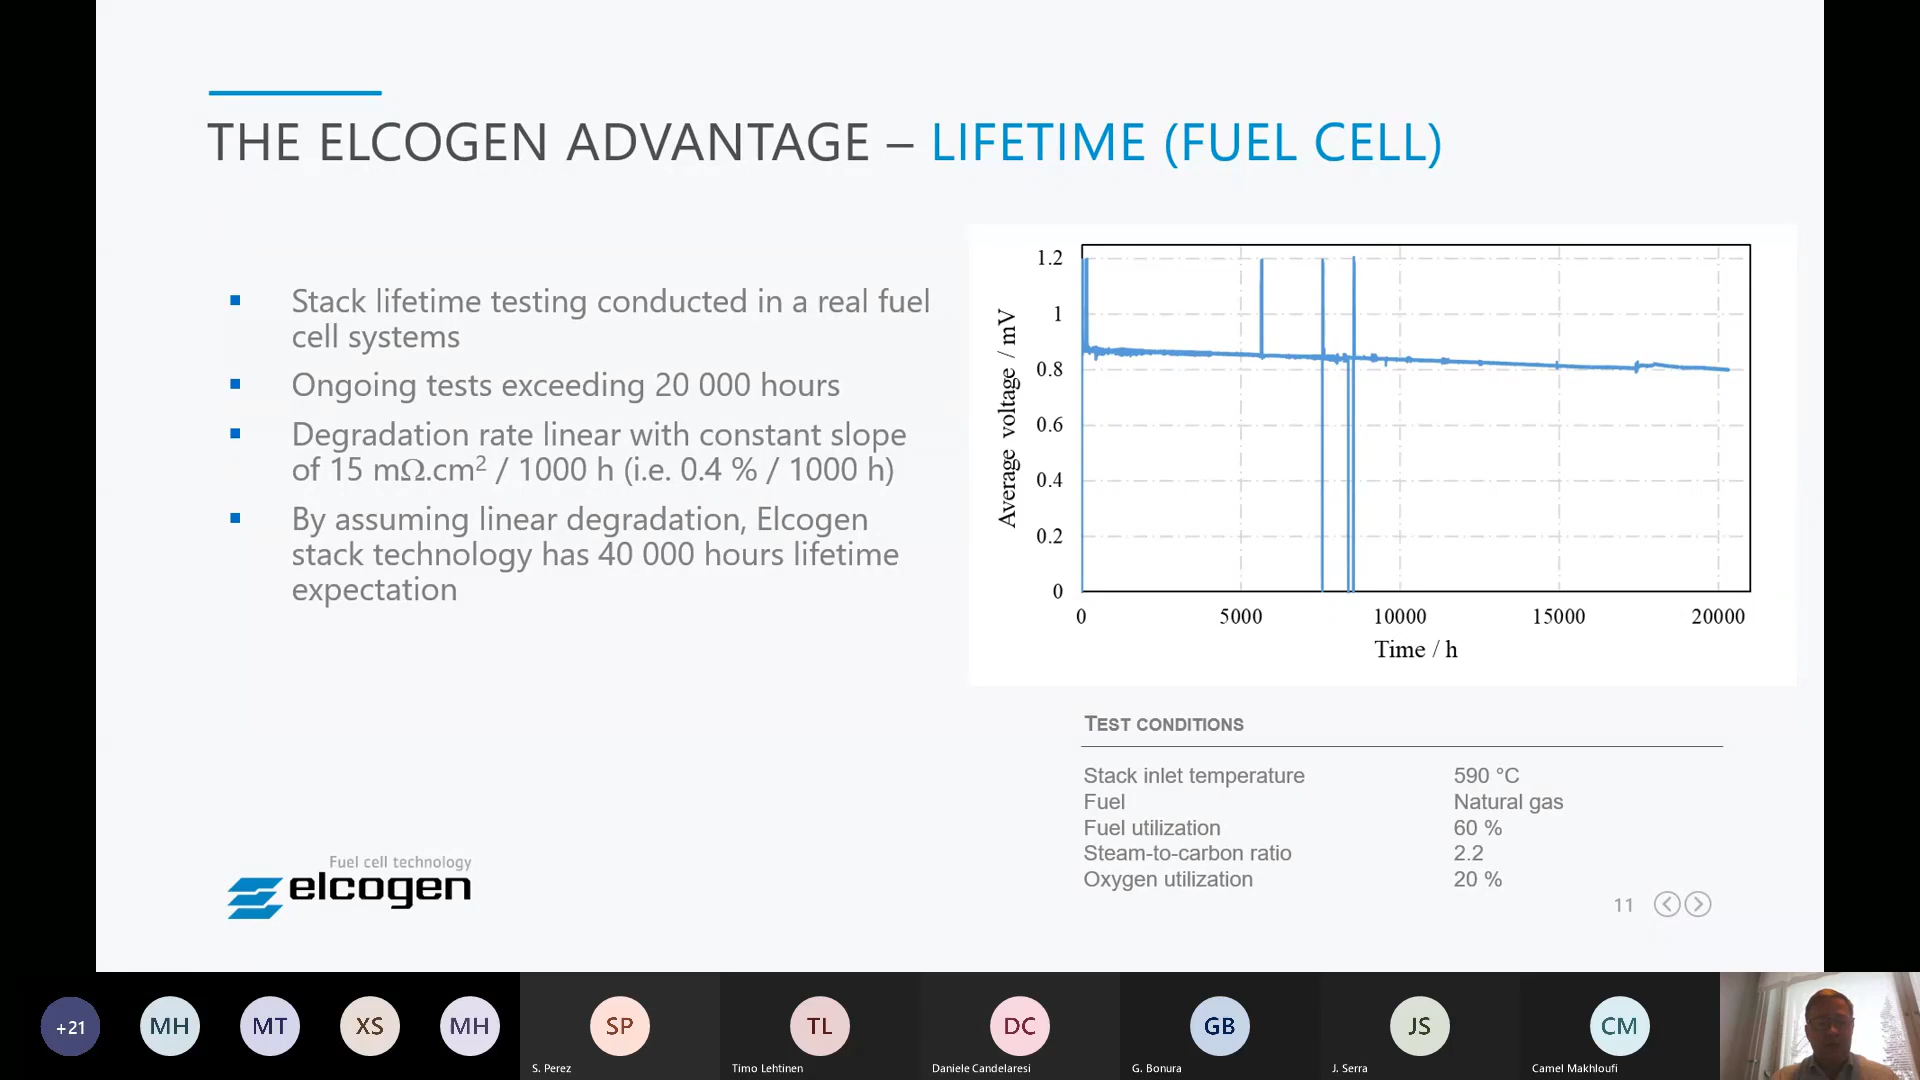 THE ELCOGEN ADVANTAGE – LIFETIME (FUEL CELL)
Stack lifetime testing conducted in a real fuel
cell systems
Ongoing tests exceeding 20 000 hours
Degradation rate linear with constant slope
of 15 mΩ.cm² / 1000 h (i.e. 0.4 % / 1000 h)
By assuming linear degradation, Elcogen
stack technology has 40 000 hours lifetime
expectation
Average voltage / mV
1.2
1
0.8
0.6
0.4
0.2
0
0 5000 10000 15000 20000
Time / h
TEST CONDITIONS
Stack inlet temperature 590 °C
Fuel Natural gas
Fuel utilization 60 %
Steam-to-carbon ratio 2.2
Oxygen utilization 20 %
Fuel cell technology
elcogen
11
+21 MH MT XS MH SP TL DC GB JS CM
S. Perez Timo Lehtinen Daniele Candelaresi G. Bonura J. Serra Camel Makhloufi